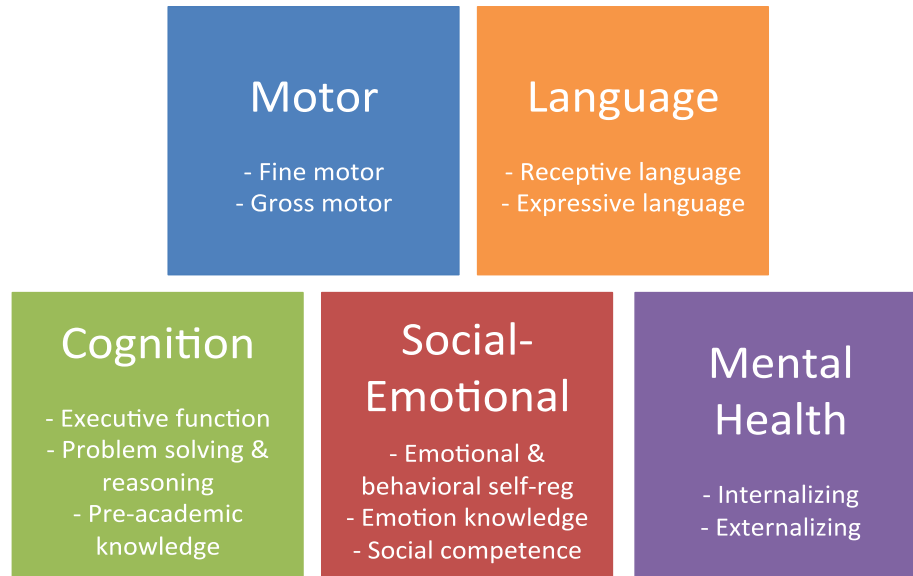 Motor
- Fine motor
- Gross motor
Language
- Receptive language
- Expressive language
Cognition
- Executive function
- Problem solving &
reasoning
- Pre-academic
knowledge
Social-
Emotional
- Emotional &
behavioral self-reg
- Emotion knowledge
- Social competence
Mental
Health
- Internalizing
- Externalizing